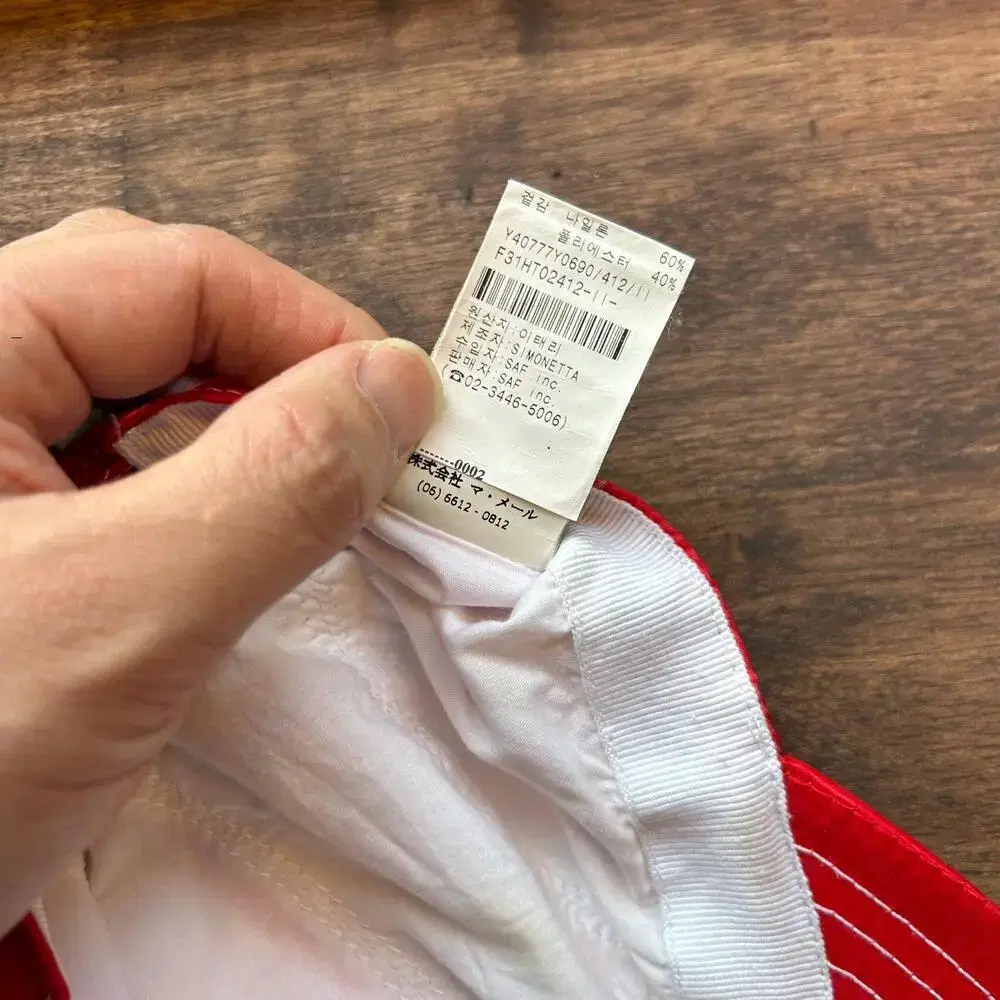 겉감 나일론 60%
폴리에스터 40%
Y40777Y0690/412/11
F31HT02412-11-
원산지:이태리
제조자:SIMONETTA
수입자:SAF inc.
판매자:SAF inc.
(☎02-3446-5006)
-------0002
株式会社 マ・メール
(06) 6612 - 0812